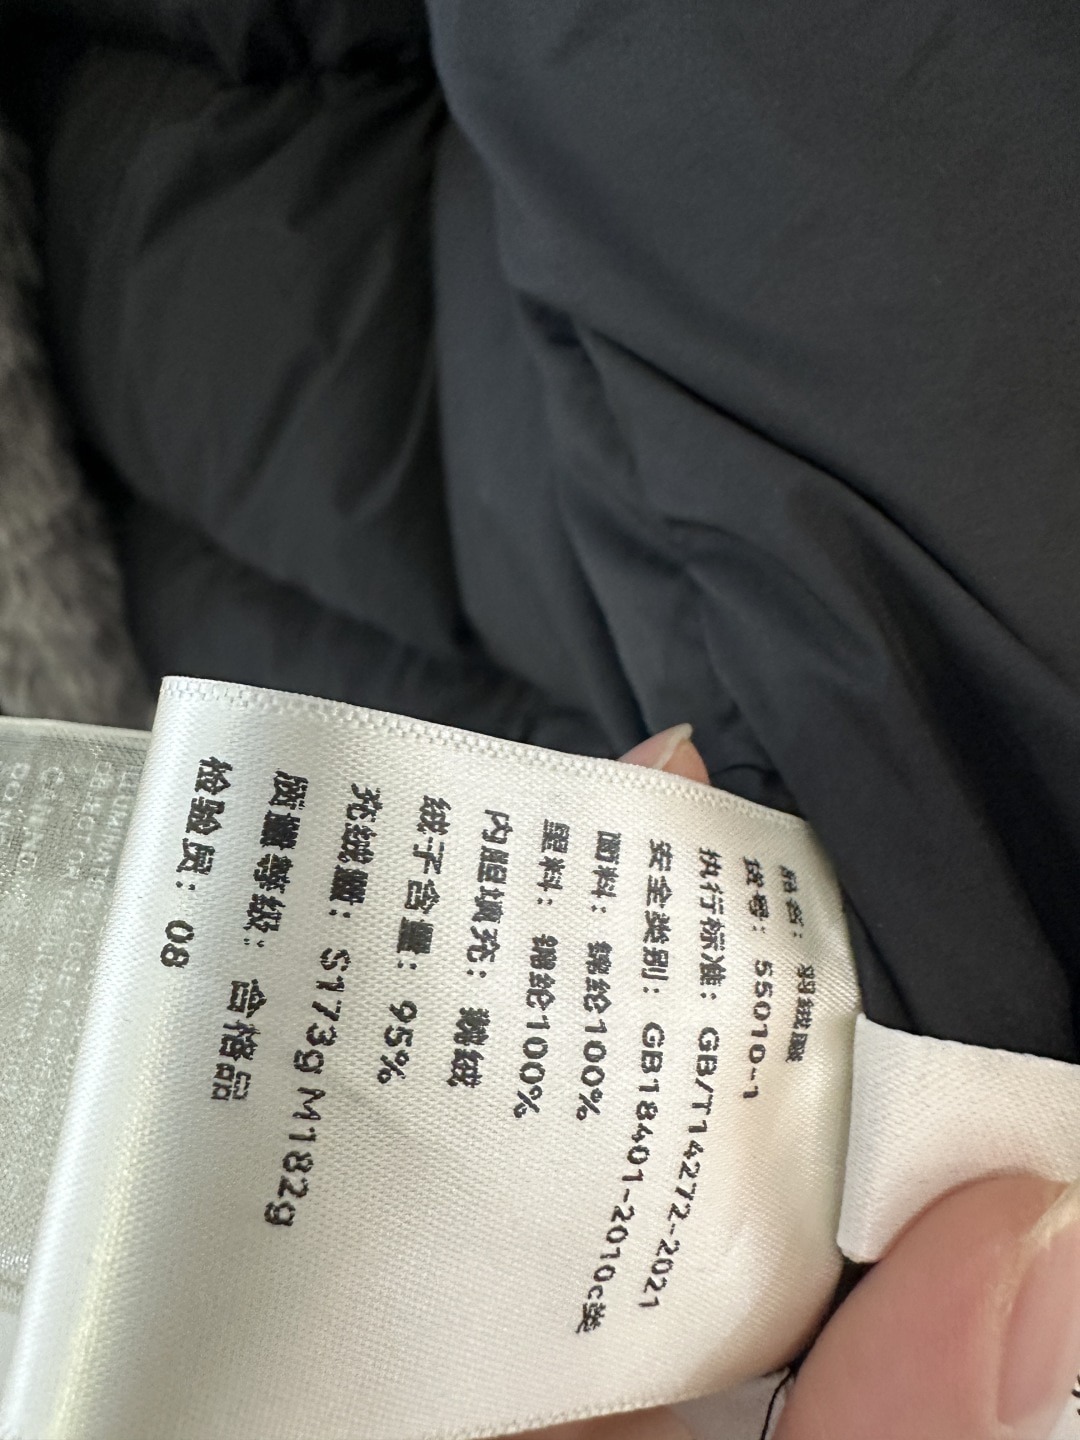 品名：羽绒服
货号：55010-1
执行标准：GB/T14272-2021
安全类别：GB18401-2010c类
面料：锦纶100%
里料：锦纶100%
内胆填充：鹅绒
绒子含量：95%
充绒量：S173g M182g
质量等级：合格品
检验员：08